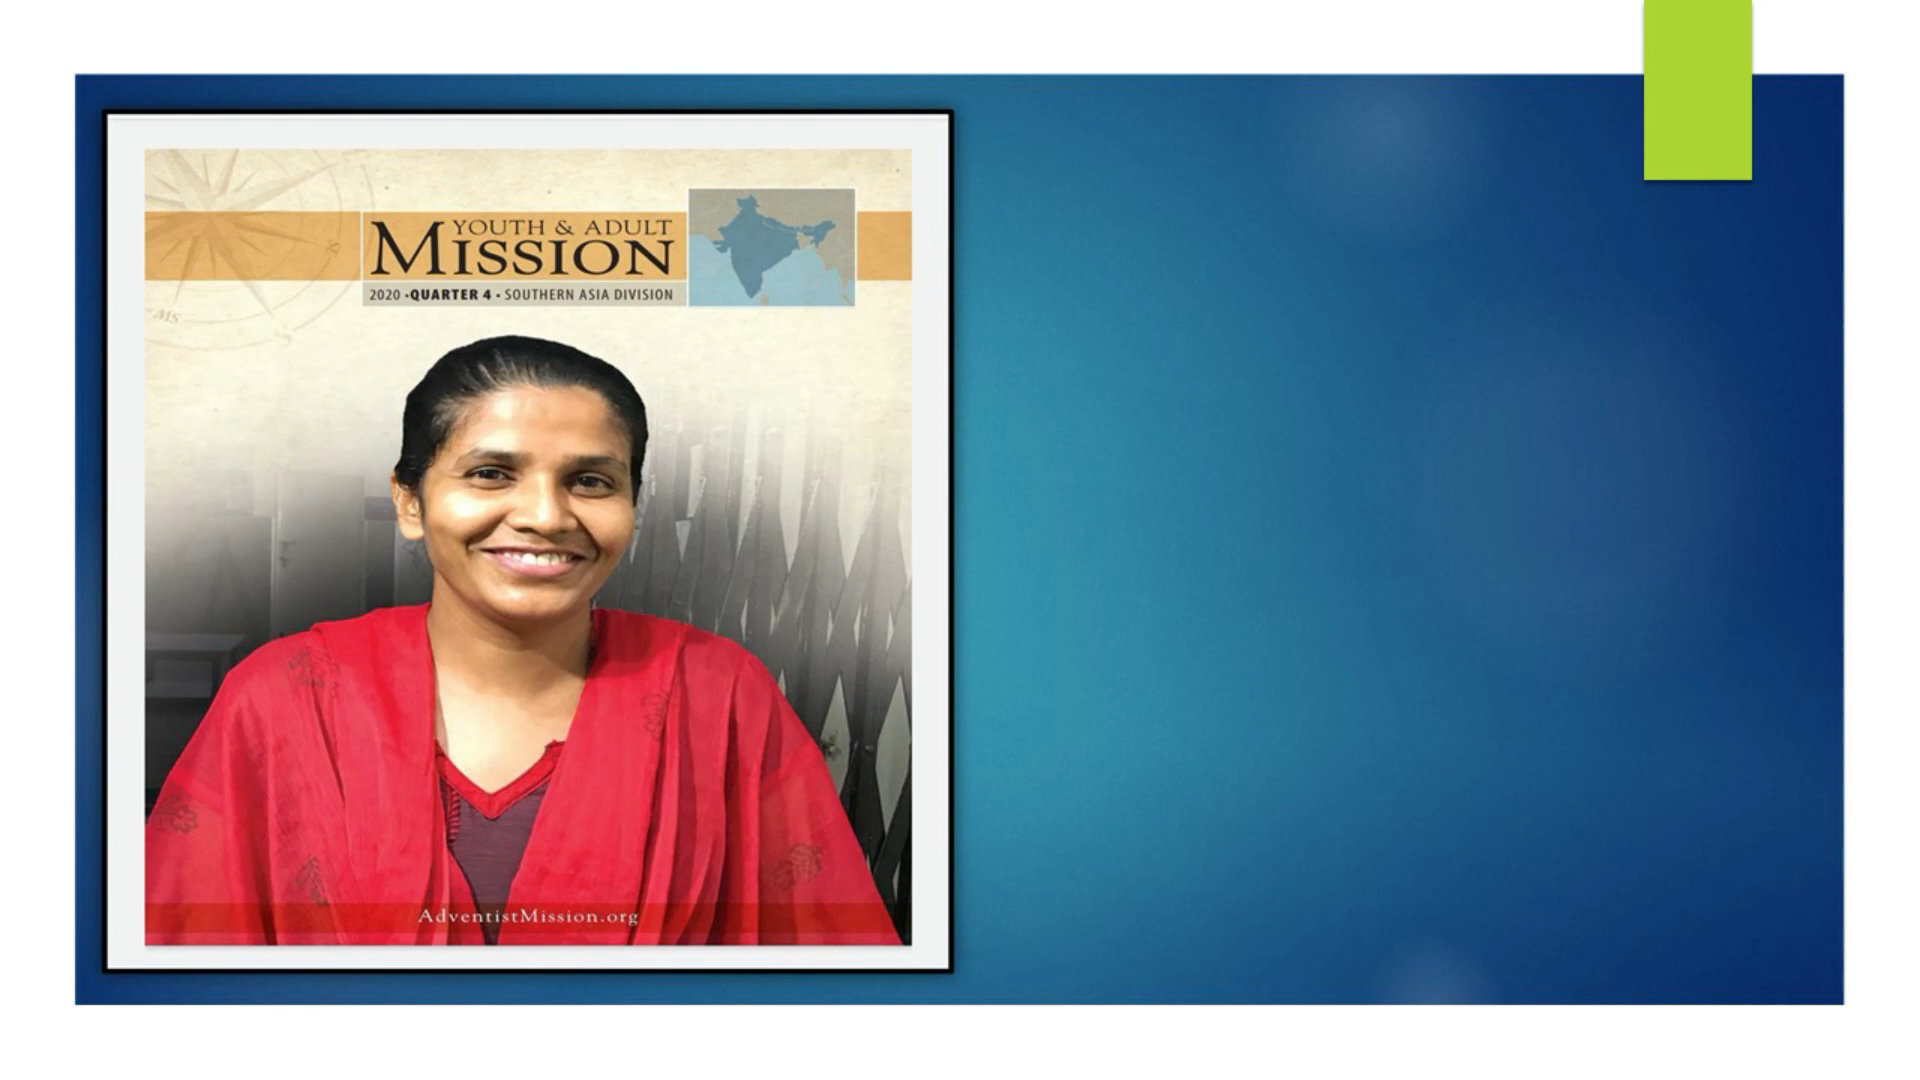 YOUTH & ADULT
MISSION
2020 • QUARTER 4 • SOUTHERN ASIA DIVISION
AdventistMission.org